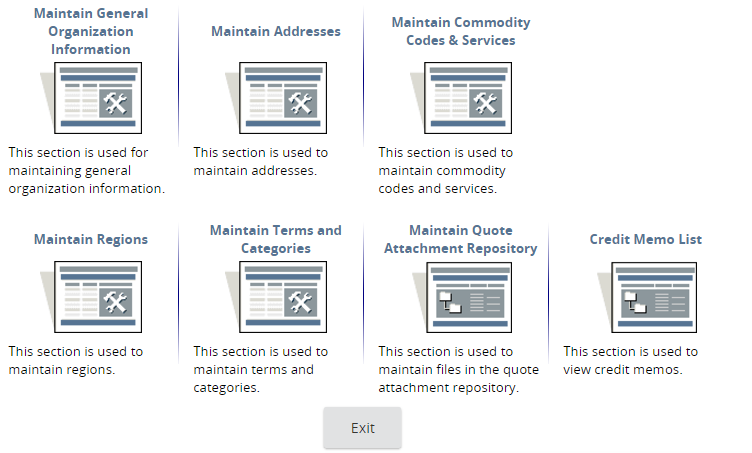 Maintain General
Organization
Information
This section is used for
maintaining general
organization information.
Maintain Addresses
This section is used to
maintain addresses.
Maintain Commodity
Codes & Services
This section is used to
maintain commodity
codes and services.
Maintain Regions
This section is used to
maintain regions.
Maintain Terms and
Categories
This section is used to
maintain terms and
categories.
Maintain Quote
Attachment Repository
This section is used to
maintain files in the quote
attachment repository.
Credit Memo List
This section is used to
view credit memos.
Exit